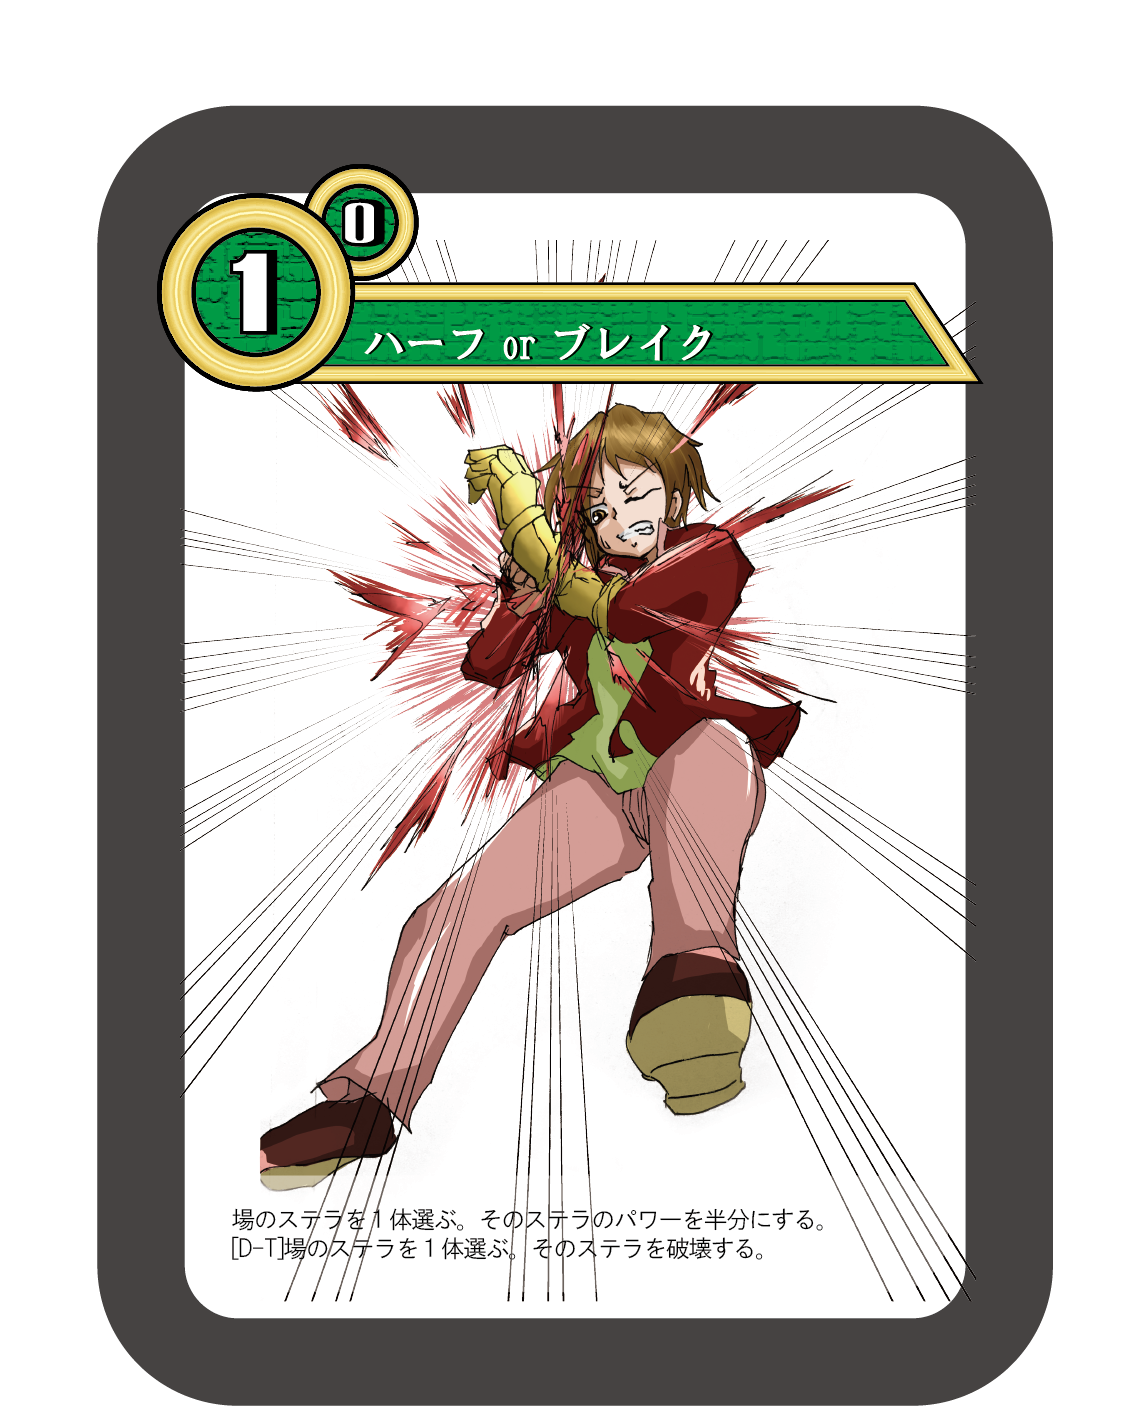 0
1
ハーフ or ブレイク
場のステラを１体選ぶ。そのステラのパワーを半分にする。
[D-T]場のステラを１体選ぶ。そのステラを破壊する。